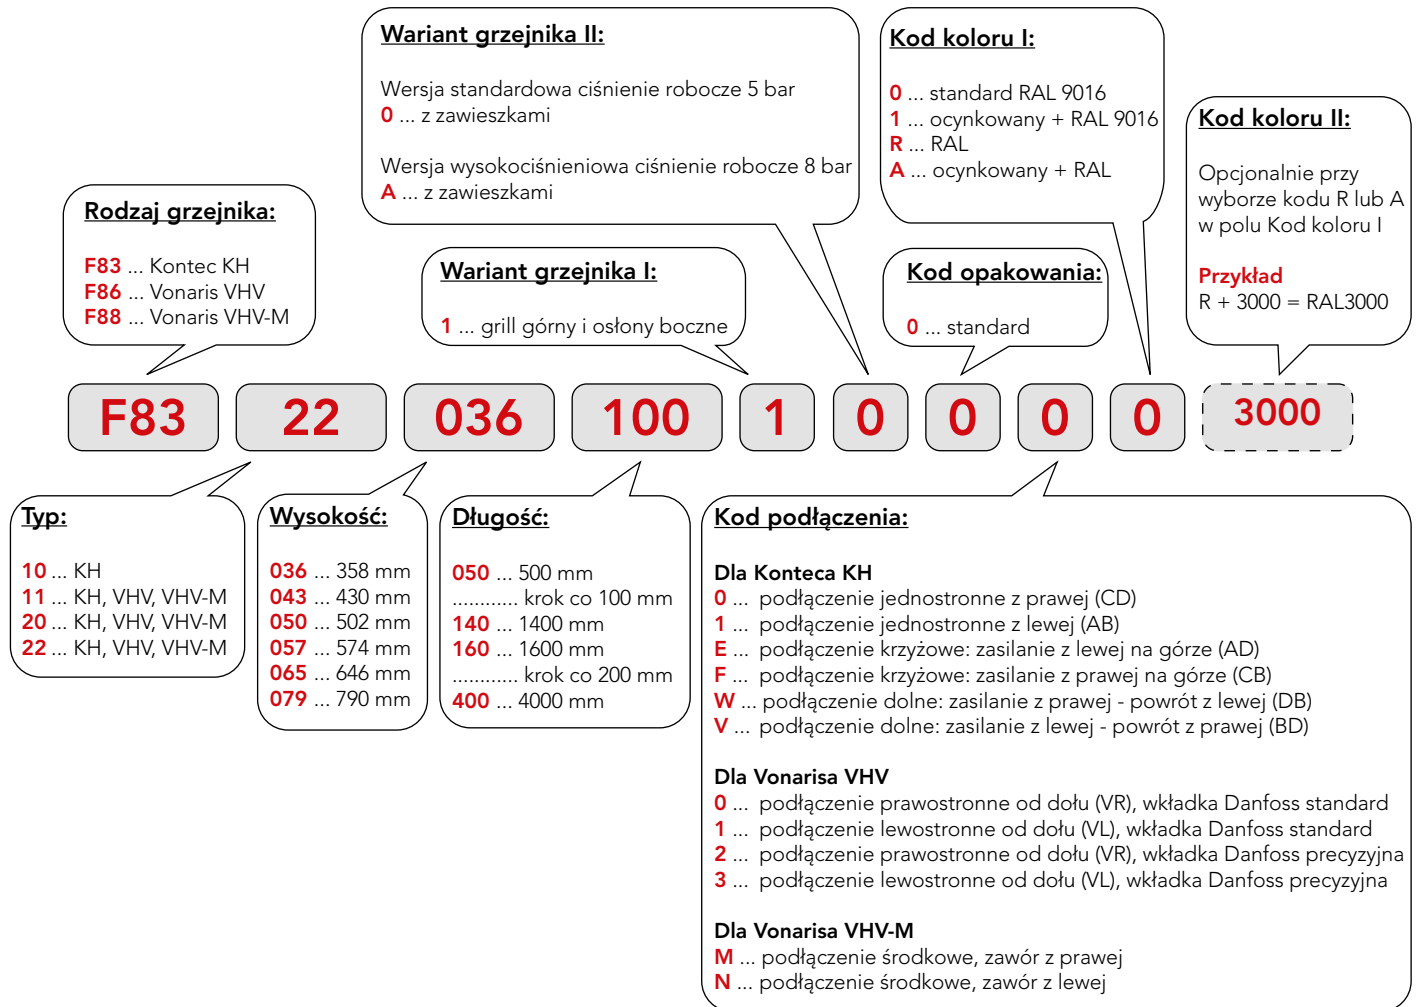 Wariant grzejnika II:
Wersja standardowa ciśnienie robocze 5 bar
0 ... z zawieszkami
Wersja wysokociśnieniowa ciśnienie robocze 8 bar
A ... z zawieszkami
Kod koloru I:
0 ... standard RAL 9016
1 ... ocynkowany + RAL 9016
R ... RAL
A ... ocynkowany + RAL
Kod koloru II:
Opcjonalnie przy
wyborze kodu R lub A
w polu Kod koloru I
Przykład
R + 3000 = RAL3000
Rodzaj grzejnika:
F83 ... Kontec KH
F86 ... Vonaris VHV
F88 ... Vonaris VHV-M
Wariant grzejnika I:
1 ... grill górny i osłony boczne
Kod opakowania:
0 ... standard
F83 22 036 100 1 0 0 0 0 3000
Typ:
10 ... KH
11 ... KH, VHV, VHV-M
20 ... KH, VHV, VHV-M
22 ... KH, VHV, VHV-M
Wysokość:
036 ... 358 mm
043 ... 430 mm
050 ... 502 mm
057 ... 574 mm
065 ... 646 mm
079 ... 790 mm
Długość:
050 ... 500 mm
............ krok co 100 mm
140 ... 1400 mm
160 ... 1600 mm
............ krok co 200 mm
400 ... 4000 mm
Kod podłączenia:
Dla Konteca KH
0 ... podłączenie jednostronne z prawej (CD)
1 ... podłączenie jednostronne z lewej (AB)
E ... podłączenie krzyżowe: zasilanie z lewej na górze (AD)
F ... podłączenie krzyżowe: zasilanie z prawej na górze (CB)
W ... podłączenie dolne: zasilanie z prawej - powrót z lewej (DB)
V ... podłączenie dolne: zasilanie z lewej - powrót z prawej (BD)
Dla Vonarisa VHV
0 ... podłączenie prawostronne od dołu (VR), wkładka Danfoss standard
1 ... podłączenie lewostronne od dołu (VL), wkładka Danfoss standard
2 ... podłączenie prawostronne od dołu (VR), wkładka Danfoss precyzyjna
3 ... podłączenie lewostronne od dołu (VL), wkładka Danfoss precyzyjna
Dla Vonarisa VHV-M
M ... podłączenie środkowe, zawór z prawej
N ... podłączenie środkowe, zawór z lewej